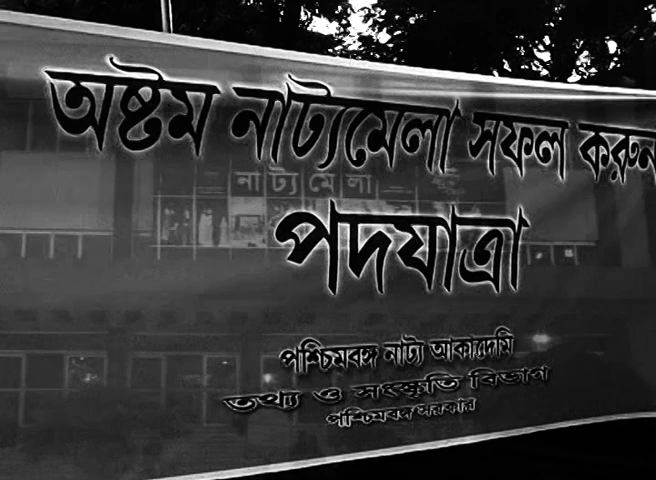 অষ্টম নাট্যমেলা সফল করুন
নাট্যমেলা
পদযাত্রা
পশ্চিমবঙ্গ নাট্য আকাদেমি
তথ্য ও সংস্কৃতি বিভাগ
পশ্চিমবঙ্গ সরকার